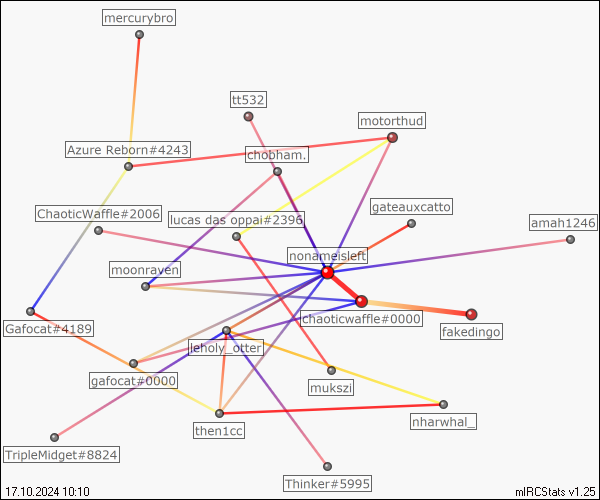 mercurybro
tt532
motorthud
Azure Reborn#4243
chobham.
ChaoticWaffle#2006
lucas das oppai#2396
gateauxcatto
amah1246
nonameisleft
moonraven
Gafocat#4189
chaoticwaffle#0000
fakedingo
leholy_otter
gafocat#0000
mukszi
nharwhal_
then1cc
TripleMidget#8824
Thinker#5995
17.10.2024 10:10
mIRCStats v1.25